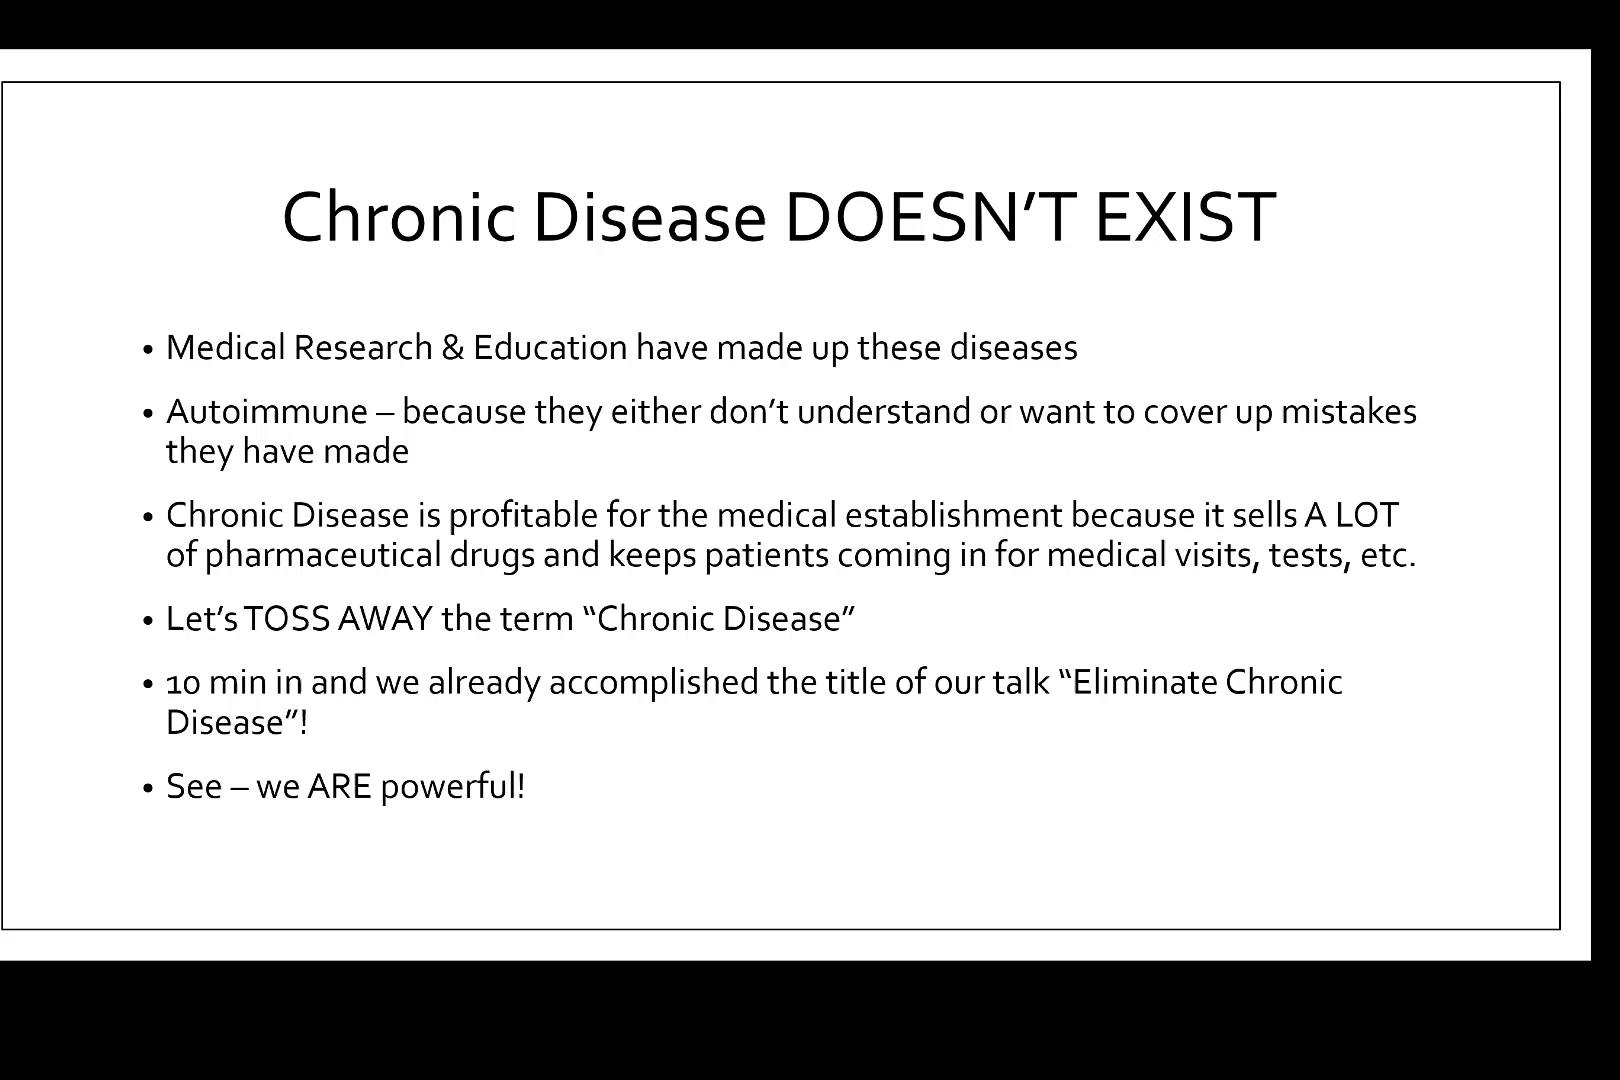 Chronic Disease DOESN’T EXIST
• Medical Research & Education have made up these diseases
• Autoimmune – because they either don’t understand or want to cover up mistakes
they have made
• Chronic Disease is profitable for the medical establishment because it sells A LOT
of pharmaceutical drugs and keeps patients coming in for medical visits, tests, etc.
• Let’s TOSS AWAY the term “Chronic Disease”
• 10 min in and we already accomplished the title of our talk “Eliminate Chronic
Disease”!
• See – we ARE powerful!